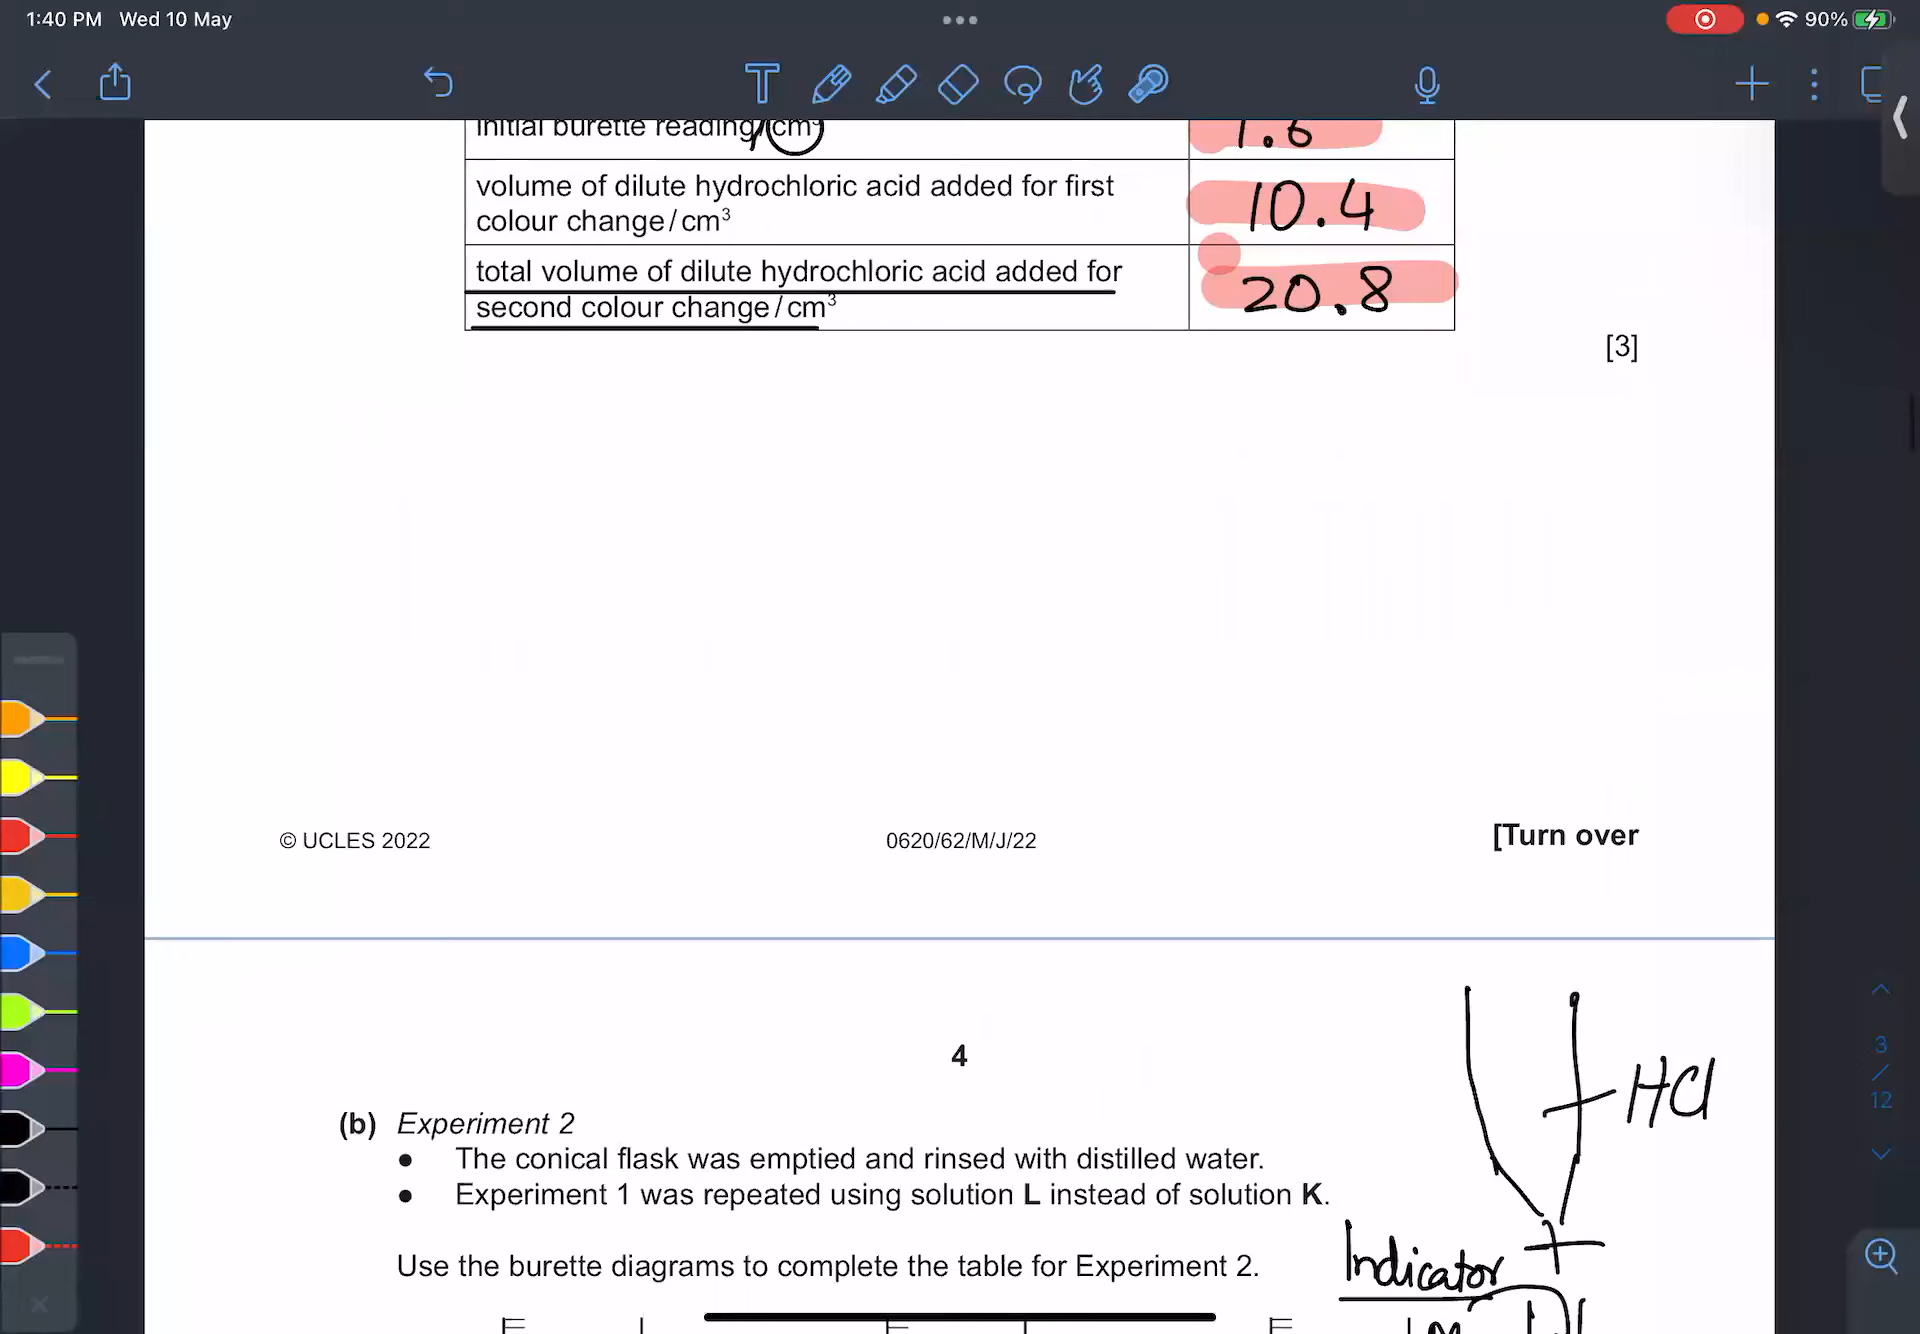 1:40 PM Wed 10 May
90%
initial burette reading/cm³
1.6
volume of dilute hydrochloric acid added for first
colour change/cm³
10.4
total volume of dilute hydrochloric acid added for
second colour change/cm³
20.8
[3]
© UCLES 2022
0620/62/M/J/22
[Turn over
4
HCl
(b) Experiment 2
• The conical flask was emptied and rinsed with distilled water.
• Experiment 1 was repeated using solution L instead of solution K.
Use the burette diagrams to complete the table for Experiment 2.
Indicator
3
/
12